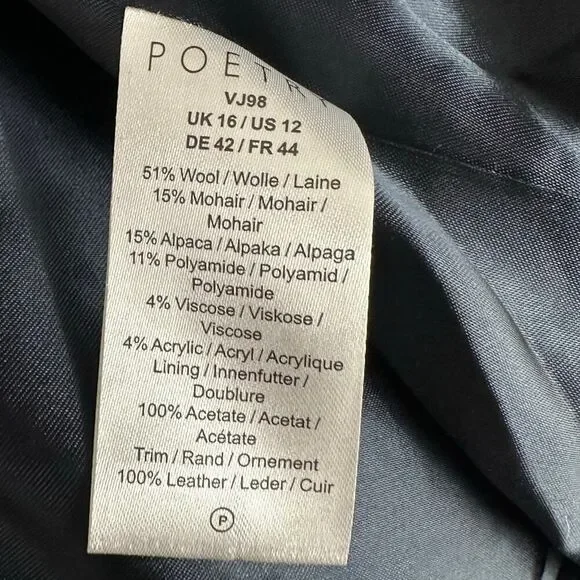 POETRY
VJ98
UK 16 / US 12
DE 42 / FR 44
51% Wool / Wolle / Laine
15% Mohair / Mohair /
Mohair
15% Alpaca / Alpaka / Alpaga
11% Polyamide / Polyamid /
Polyamide
4% Viscose / Viskose /
Viscose
4% Acrylic / Acryl / Acrylique
Lining / Innenfutter /
Doublure
100% Acetate / Acetat /
Acétate
Trim / Rand / Ornement
100% Leather / Leder / Cuir
P